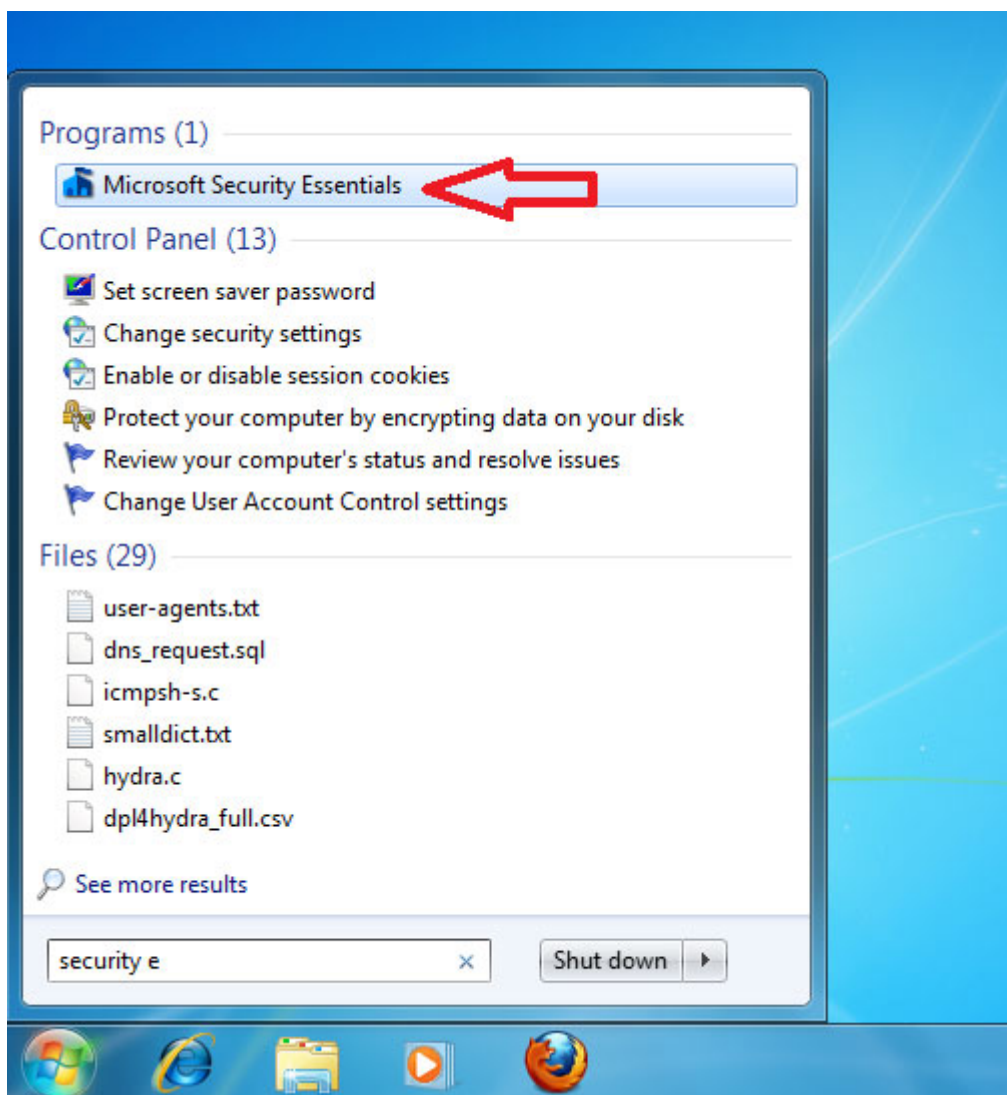 Programs (1)
Microsoft Security Essentials
Control Panel (13)
Set screen saver password
Change security settings
Enable or disable session cookies
Protect your computer by encrypting data on your disk
Review your computer's status and resolve issues
Change User Account Control settings
Files (29)
user-agents.txt
dns_request.sql
icmpsh-s.c
smalldict.txt
hydra.c
dpl4hydra_full.csv
See more results
security e
Shut down